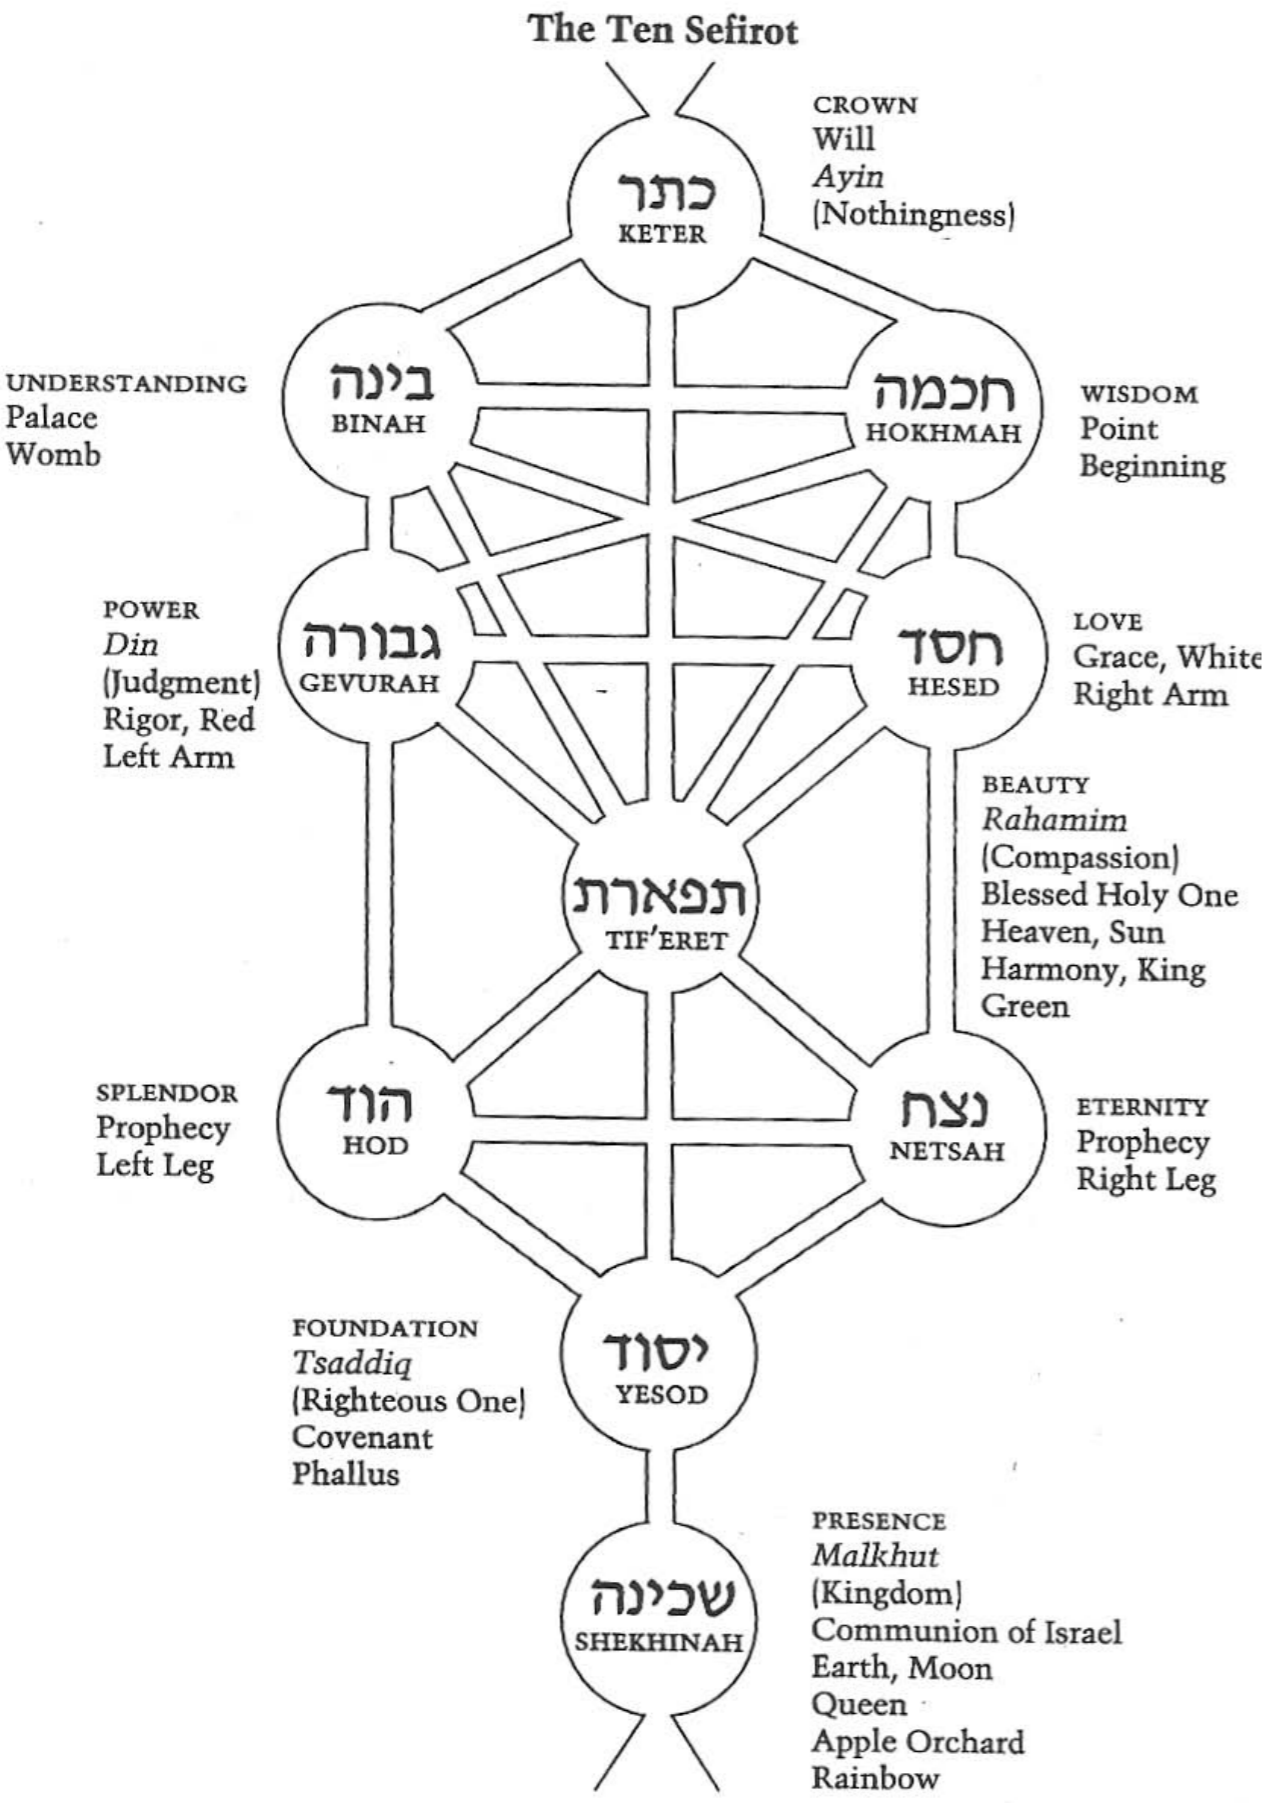 The Ten Sefirot
CROWN
Will
Ayin
(Nothingness)
כתר
KETER
בינה
BINAH
UNDERSTANDING
Palace
Womb
חכמה
HOKHMAH
WISDOM
Point
Beginning
גבורה
GEVURAH
POWER
Din
(Judgment)
Rigor, Red
Left Arm
חסד
HESED
LOVE
Grace, White
Right Arm
BEAUTY
Rahamim
(Compassion)
Blessed Holy One
Heaven, Sun
Harmony, King
Green
תפארת
TIF'ERET
הוד
HOD
SPLENDOR
Prophecy
Left Leg
נצח
NETSAH
ETERNITY
Prophecy
Right Leg
FOUNDATION
Tsaddiq
(Righteous One)
Covenant
Phallus
יסוד
YESOD
PRESENCE
Malkhut
(Kingdom)
Communion of Israel
Earth, Moon
Queen
Apple Orchard
Rainbow
שכינה
SHEKHINAH